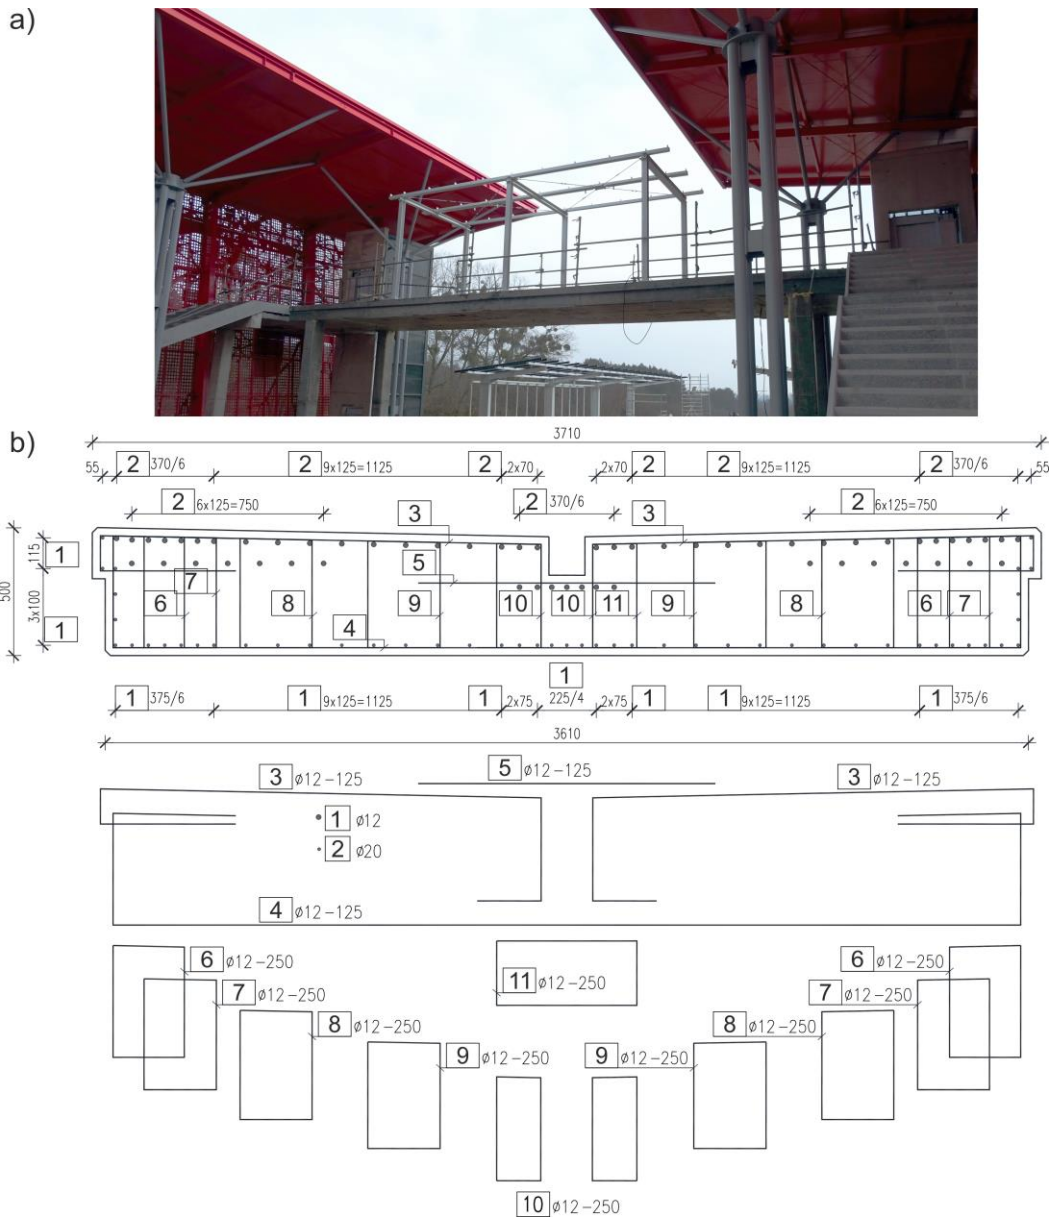 a)
b)
3710
55 2 370/6 2 9x125=1125 2 2x70 2x70 2 2 9x125=1125 2 370/6 55
2 6x125=750 2 370/6 2 6x125=750
3 3
1 115 5
500 7
6 8 9 10 10 11 9 8 6 7
3x100
1 4
1
1 375/6 1 9x125=1125 1 2x75 225/4 2x75 1 1 9x125=1125 1 375/6
3610
3 ø12-125 5 ø12-125 3 ø12-125
1 ø12
2 ø20
4 ø12-125
6 ø12-250 11 ø12-250 6 ø12-250
7 ø12-250 7 ø12-250
8 ø12-250 8 ø12-250
9 ø12-250 9 ø12-250
10 ø12-250